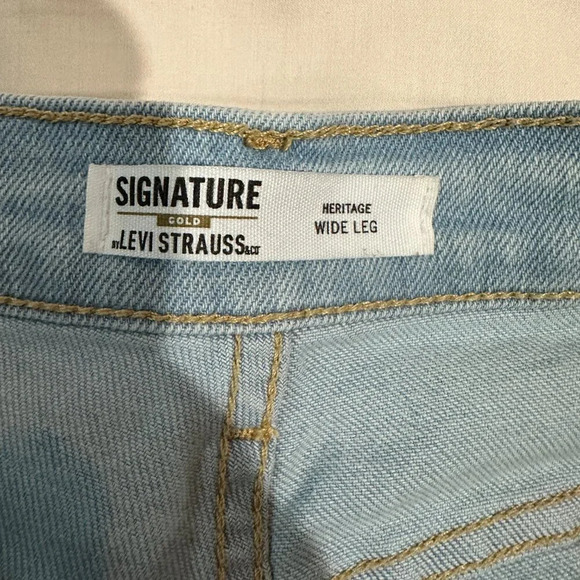 SIGNATURE
GOLD
BY LEVI STRAUSS & CO
HERITAGE
WIDE LEG